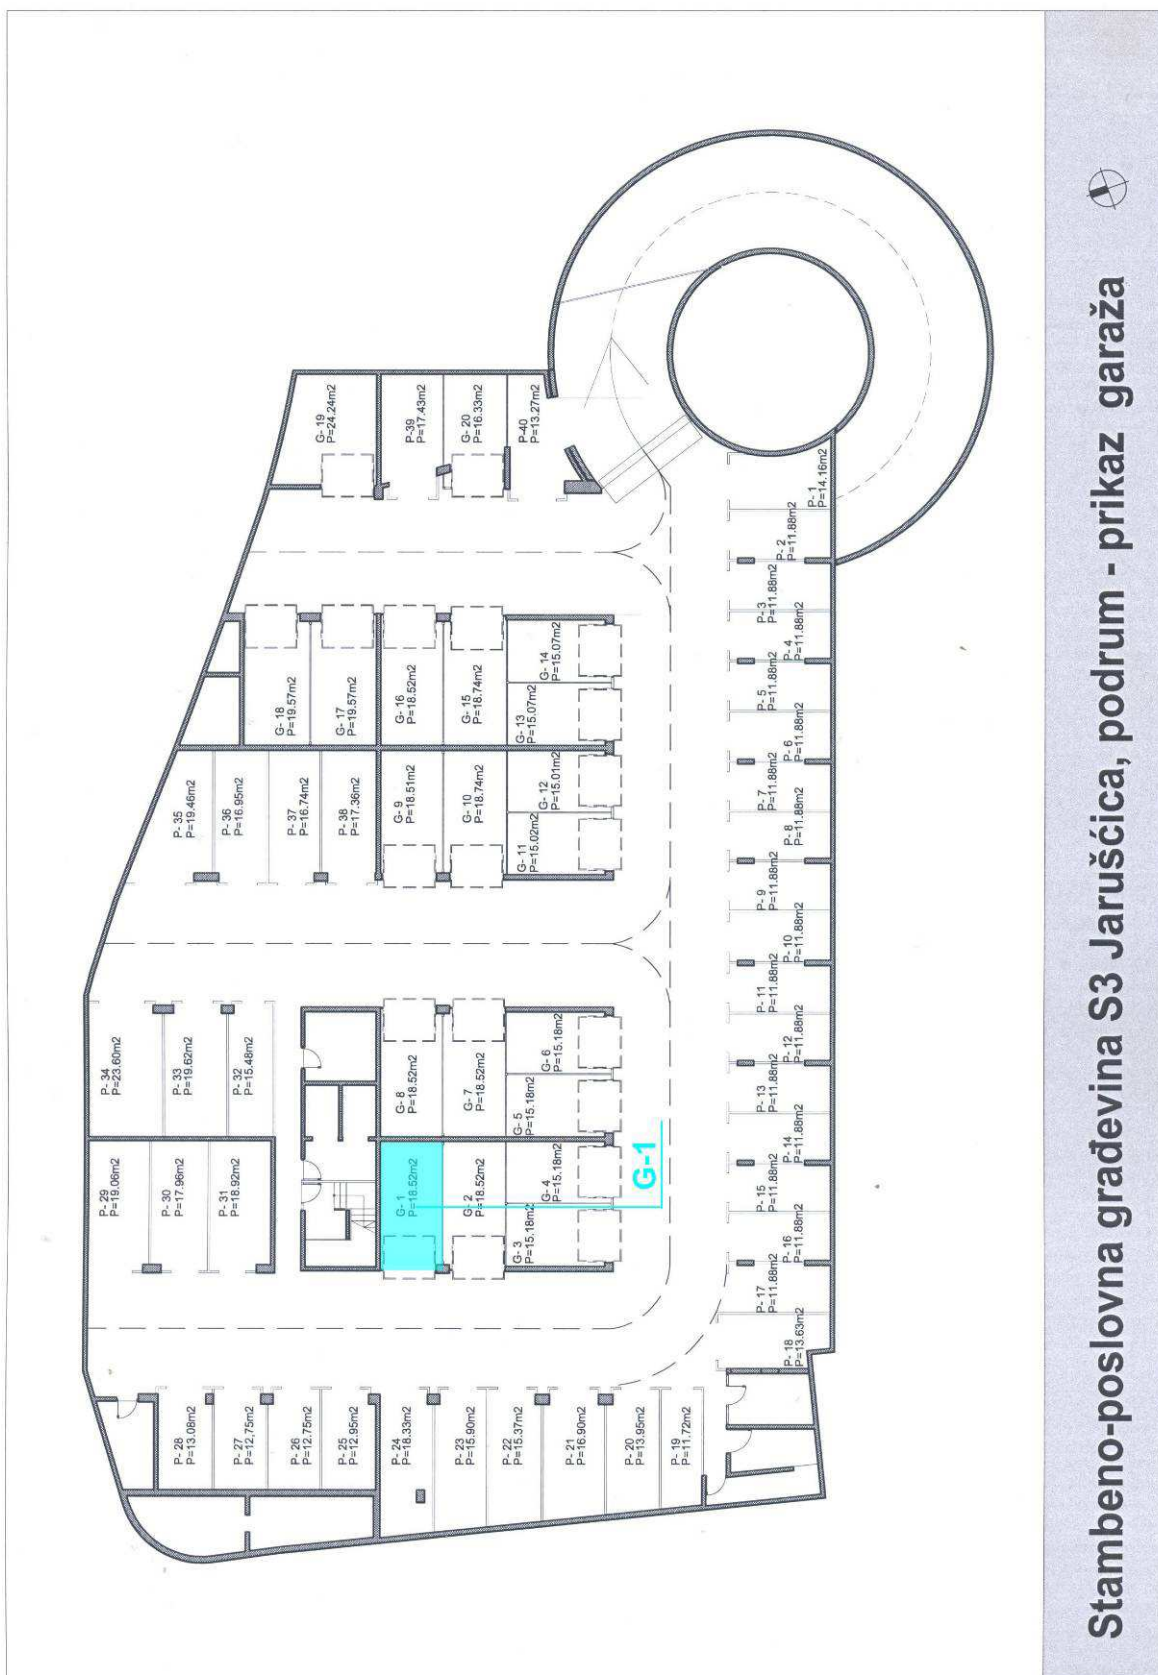 Stambeno-poslovna građevina S3 Jarušćica, podrum - prikaz garaža
G- 19
P=24.24m2
P-39
P=17.43m2
G- 20
P=16.33m2
P-40
P=13.27m2
P- 1
P=14.16m2
P- 2
P=11.88m2
P- 3
P=11.88m2
P- 4
P=11.88m2
P- 5
P=11.88m2
P- 6
P=11.88m2
P- 7
P=11.88m2
P- 8
P=11.88m2
P- 9
P=11.88m2
P- 10
P=11.88m2
P- 11
P=11.88m2
P- 12
P=11.88m2
P- 13
P=11.88m2
P- 14
P=11.88m2
P- 15
P=11.88m2
P- 16
P=11.88m2
P- 17
P=11.88m2
P- 18
P=13.63m2
G- 18
P=19.57m2
G- 17
P=19.57m2
G- 16
P=18.52m2
G- 15
P=18.74m2
G- 14
P=15.07m2
G- 13
P=15.07m2
P- 35
P=19.46m2
P- 36
P=16.95m2
P- 37
P=16.74m2
P- 38
P=17.36m2
G- 9
P=18.51m2
G- 10
P=18.74m2
G- 12
P=15.01m2
G- 11
P=15.02m2
P- 34
P=23.60m2
P- 33
P=19.62m2
P- 32
P=15.48m2
G- 8
P=18.52m2
G- 7
P=18.52m2
G- 6
P=15.18m2
G- 5
P=15.18m2
P- 29
P=19.06m2
P- 30
P=17.96m2
P- 31
P=18.92m2
G- 1
P=18.52m2
G- 2
P=18.52m2
G- 4
P=15.18m2
G- 3
P=15.18m2
G-1
P- 28
P=13.08m2
P- 27
P=12.75m2
P- 26
P=12.75m2
P- 25
P=12.95m2
P- 24
P=18.33m2
P- 23
P=15.90m2
P- 22
P=15.37m2
P- 21
P=16.90m2
P- 20
P=13.95m2
P- 19
P=11.72m2